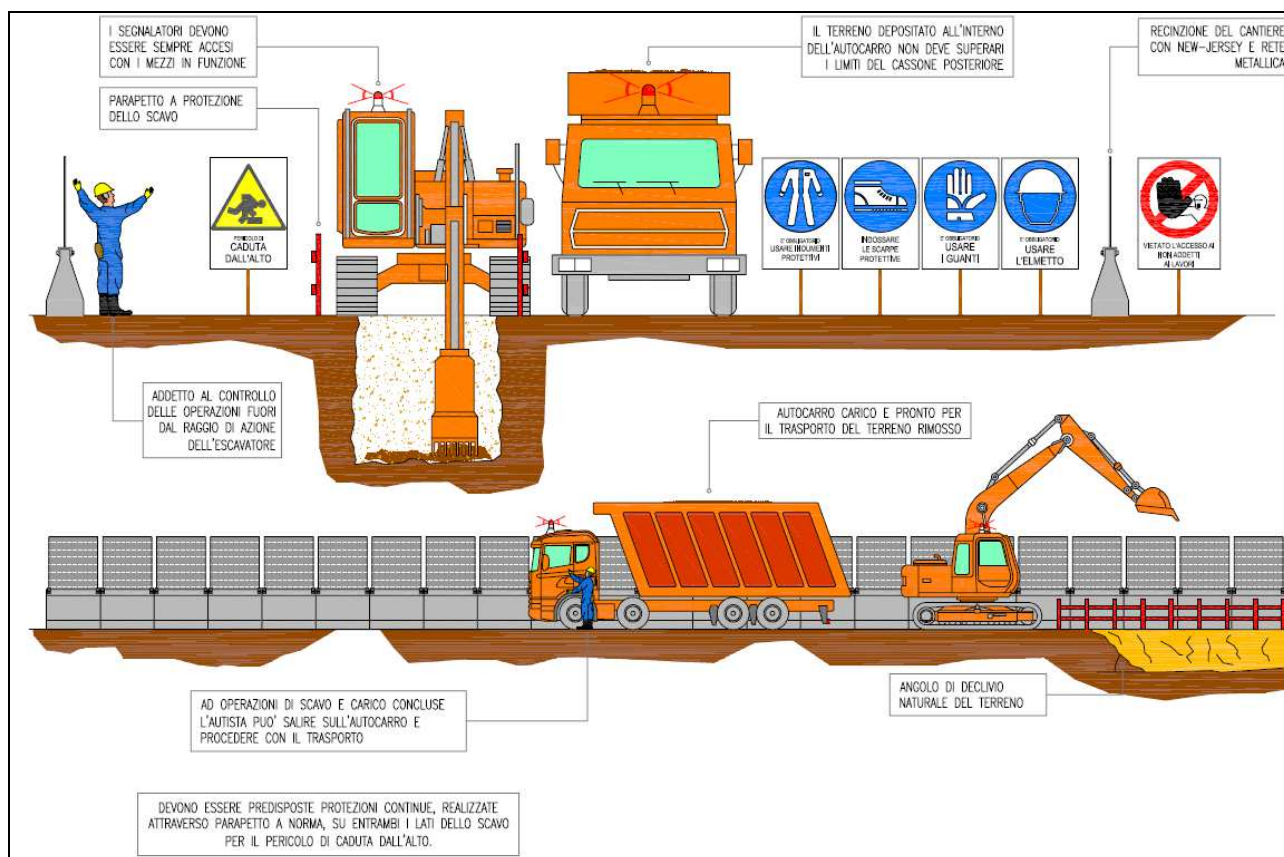 I SEGNALATORI DEVONO
ESSERE SEMPRE ACCESI
CON I MEZZI IN FUNZIONE
IL TERRENO DEPOSITATO ALL'INTERNO
DELL'AUTOCARRO NON DEVE SUPERARI
I LIMITI DEL CASSONE POSTERIORE
RECINZIONE DEL CANTIERE
CON NEW-JERSEY E RETE
METALLICA
PARAPETTO A PROTEZIONE
DELLO SCAVO
PERICOLO DI
CADUTA
DALL'ALTO
E' OBBLIGATORIO
USARE INDUMENTI
PROTETTIVI
INDOSSARE
LE SCARPE
PROTETTIVE
E' OBBLIGATORIO
USARE
I GUANTI
E' OBBLIGATORIO
USARE
L'ELMETTO
VIETATO L'ACCESSO AI
NON ADDETTI
AI LAVORI
ADDETTO AL CONTROLLO
DELLE OPERAZIONI FUORI
DAL RAGGIO DI AZIONE
DELL'ESCAVATORE
AUTOCARRO CARICO E PRONTO PER
IL TRASPORTO DEL TERRENO RIMOSSO
AD OPERAZIONI DI SCAVO E CARICO CONCLUSE
L'AUTISTA PUO' SALIRE SULL'AUTOCARRO E
PROCEDERE CON IL TRASPORTO
ANGOLO DI DECLIVIO
NATURALE DEL TERRENO
DEVONO ESSERE PREDISPOSTE PROTEZIONI CONTINUE, REALIZZATE
ATTRAVERSO PARAPETTO A NORMA, SU ENTRAMBI I LATI DELLO SCAVO
PER IL PERICOLO DI CADUTA DALL'ALTO.